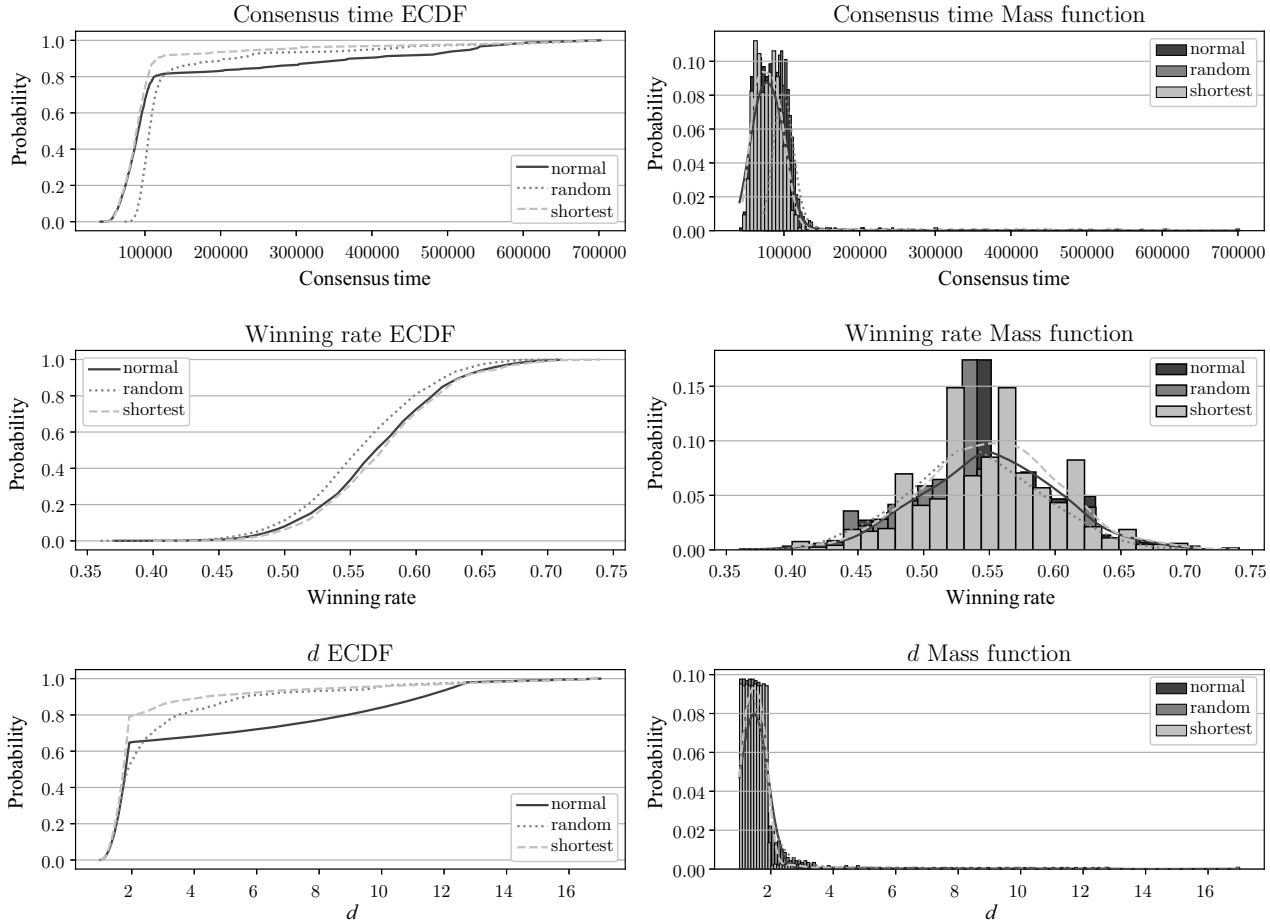 Consensus time ECDF
Probability
1.0
0.8
0.6
0.4
0.2
0.0
normal
random
shortest
100000 200000 300000 400000 500000 600000 700000
Consensus time
Consensus time Mass function
Probability
0.10
0.08
0.06
0.04
0.02
0.00
normal
random
shortest
100000 200000 300000 400000 500000 600000 700000
Consensus time
Winning rate ECDF
Probability
1.0
0.8
0.6
0.4
0.2
0.0
normal
random
shortest
0.35 0.40 0.45 0.50 0.55 0.60 0.65 0.70 0.75
Winning rate
Winning rate Mass function
Probability
0.15
0.10
0.05
0.00
normal
random
shortest
0.35 0.40 0.45 0.50 0.55 0.60 0.65 0.70 0.75
Winning rate
d ECDF
Probability
1.0
0.8
0.6
0.4
0.2
0.0
normal
random
shortest
2 4 6 8 10 12 14 16
d
d Mass function
Probability
0.10
0.08
0.06
0.04
0.02
0.00
normal
random
shortest
2 4 6 8 10 12 14 16
d